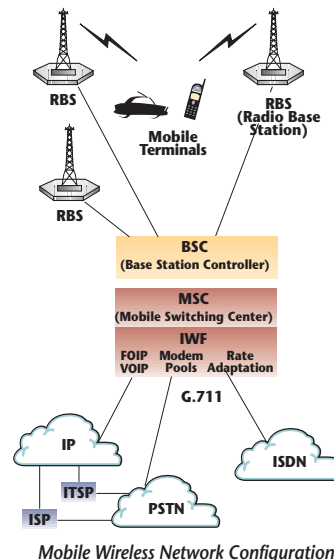 RBS
RBS
(Radio Base
Station)
Mobile
Terminals
RBS
BSC
(Base Station Controller)
MSC
(Mobile Switching Center)
IWF
FOIP Modem Rate
VOIP Pools Adaptation
G.711
IP
ISDN
ITSP
PSTN
ISP
Mobile Wireless Network Configuration